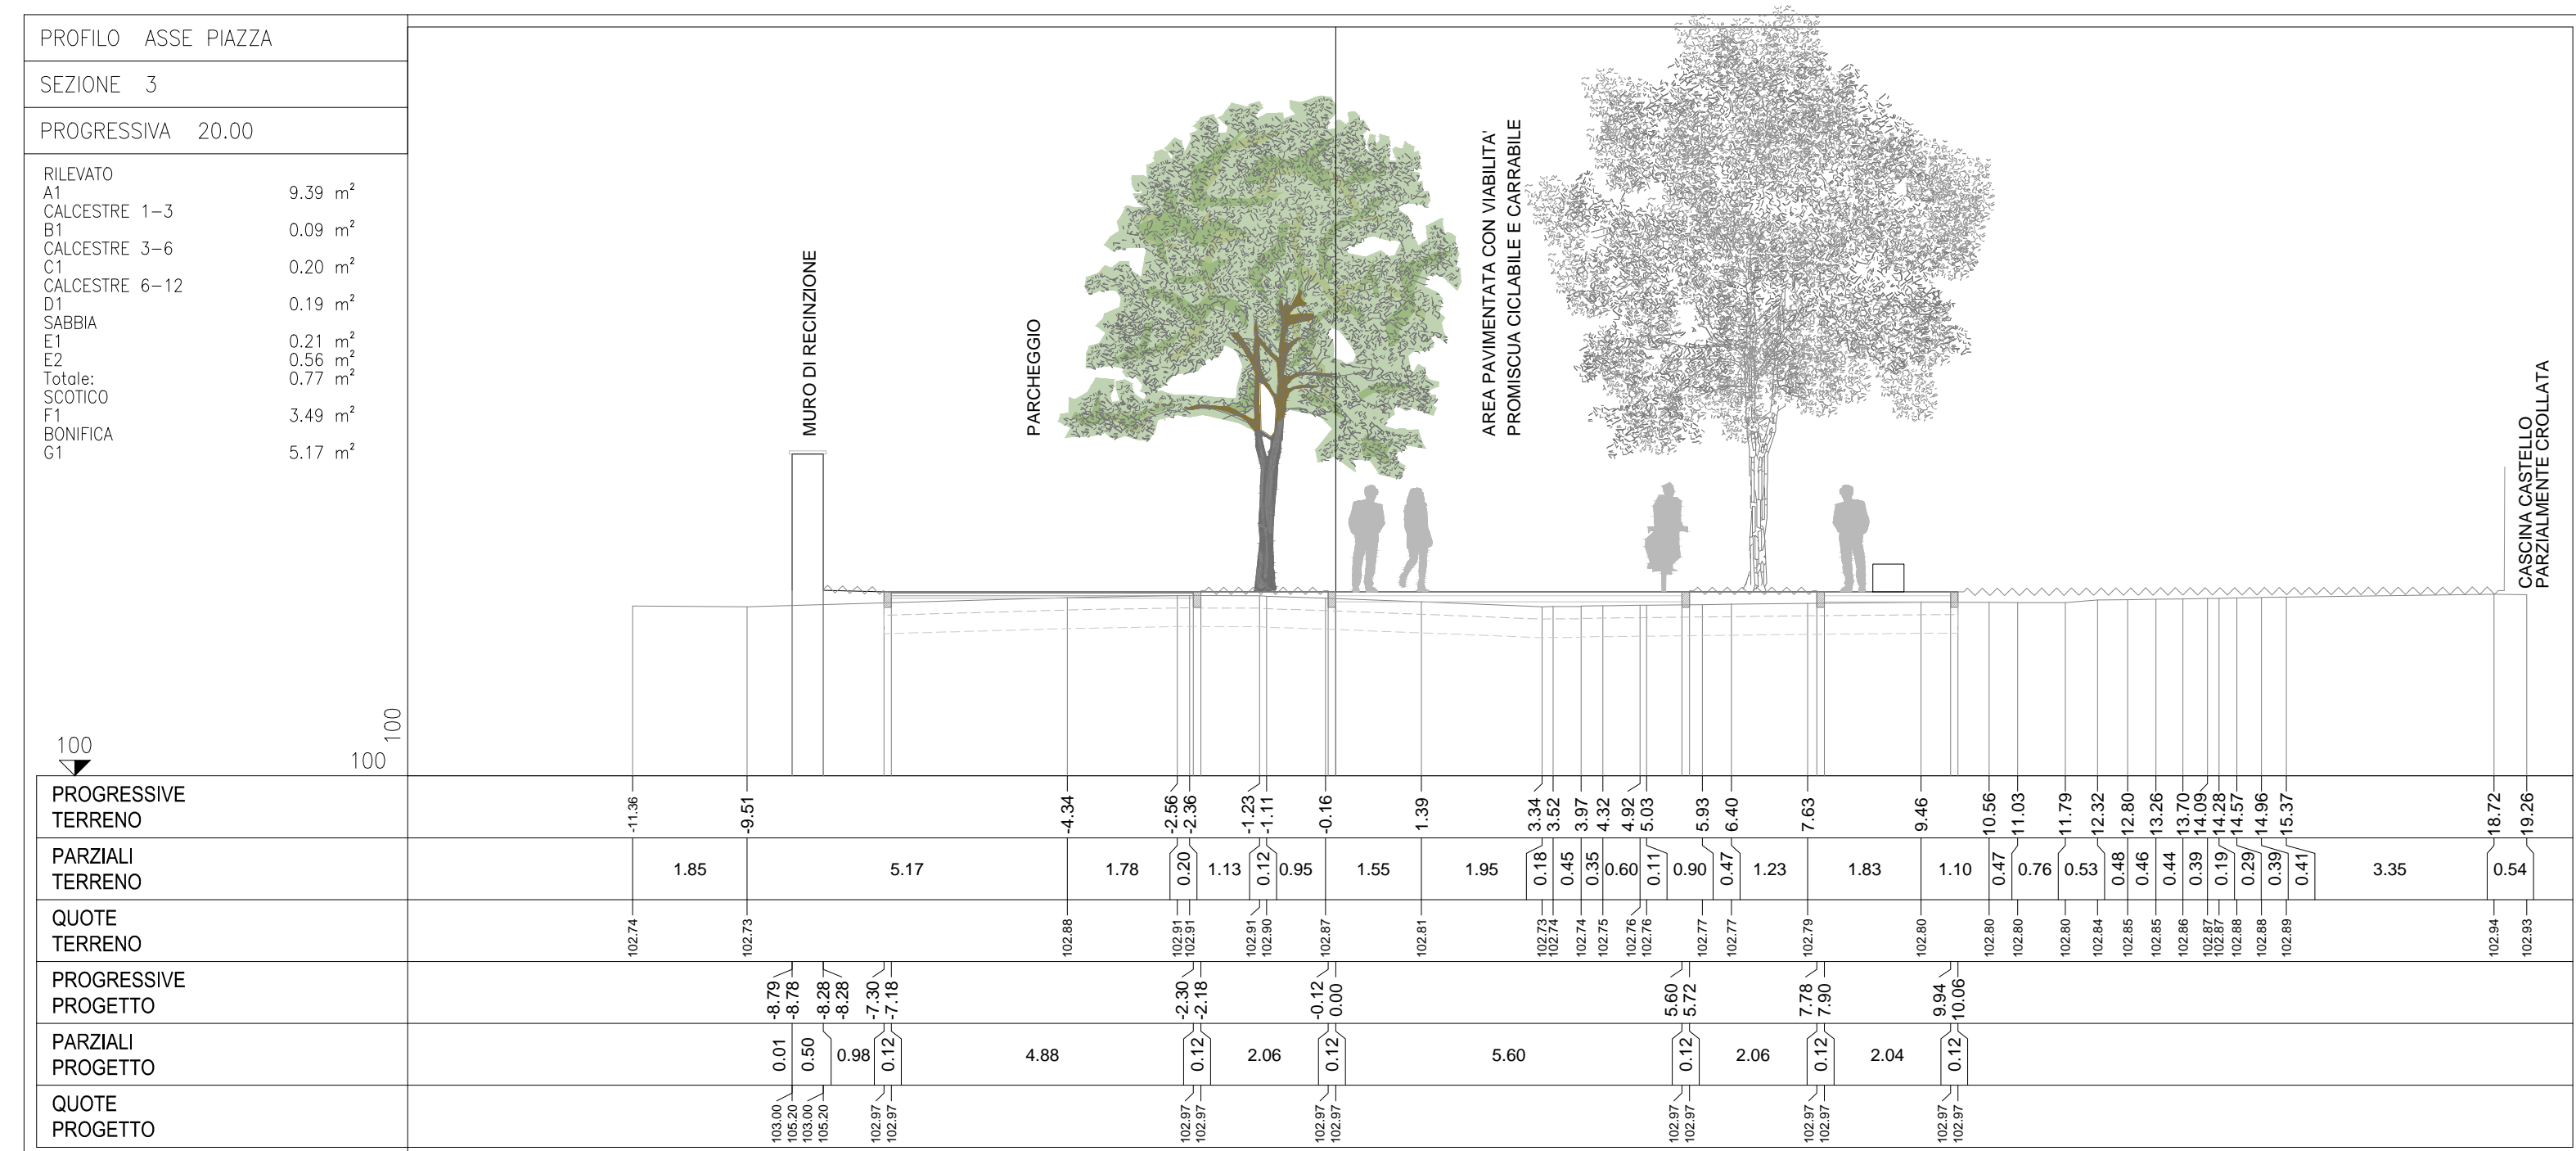 PROFILO ASSE PIAZZA
SEZIONE 3
PROGRESSIVA 20.00
RILEVATO
A1 9.39 m²
CALCESTRE 1-3
B1 0.09 m²
CALCESTRE 3-6
C1 0.20 m²
CALCESTRE 6-12
D1 0.19 m²
SABBIA
E1 0.21 m²
E2 0.56 m²
Totale: 0.77 m²
SCOTICO
F1 3.49 m²
BONIFICA
G1 5.17 m²
100
100
100
MURO DI RECINZIONE
PARCHEGGIO
AREA PAVIMENTATA CON VIABILITA'
PROMISCUA CICLABILE E CARRABILE
CASCINA CASTELLO
PARZIALMENTE CROLLATA
PROGRESSIVE
TERRENO
-11.36 -9.51 -4.34 -2.56 -2.36 -1.23 -1.11 -0.16 1.39 3.34 3.52 3.97 4.32 4.92 5.03 5.93 6.40 7.63 9.46 10.56 11.03 11.79 12.32 12.80 13.26 13.70 14.09 14.28 14.57 14.96 15.37 18.72 19.26
PARZIALI
TERRENO
1.85 5.17 1.78 0.20 1.13 0.12 0.95 1.55 1.95 0.18 0.45 0.35 0.60 0.11 0.90 0.47 1.23 1.83 1.10 0.47 0.76 0.53 0.48 0.46 0.44 0.39 0.19 0.29 0.39 0.41 3.35 0.54
QUOTE
TERRENO
102.74 102.73 102.88 102.91 102.91 102.91 102.90 102.87 102.81 102.73 102.74 102.74 102.75 102.76 102.76 102.77 102.77 102.79 102.80 102.80 102.80 102.80 102.84 102.85 102.85 102.86 102.87 102.87 102.88 102.88 102.89 102.94 102.93
PROGRESSIVE
PROGETTO
-8.79 -8.78 -8.28 -8.28 -7.30 -7.18 -2.30 -2.18 -0.12 0.00 5.60 5.72 7.78 7.90 9.94 10.06
PARZIALI
PROGETTO
0.01 0.50 0.98 0.12 4.88 0.12 2.06 0.12 5.60 0.12 2.06 0.12 2.04 0.12
QUOTE
PROGETTO
103.00 105.20 103.00 105.20 102.97 102.97 102.97 102.97 102.97 102.97 102.97 102.97 102.97 102.97 102.97 102.97